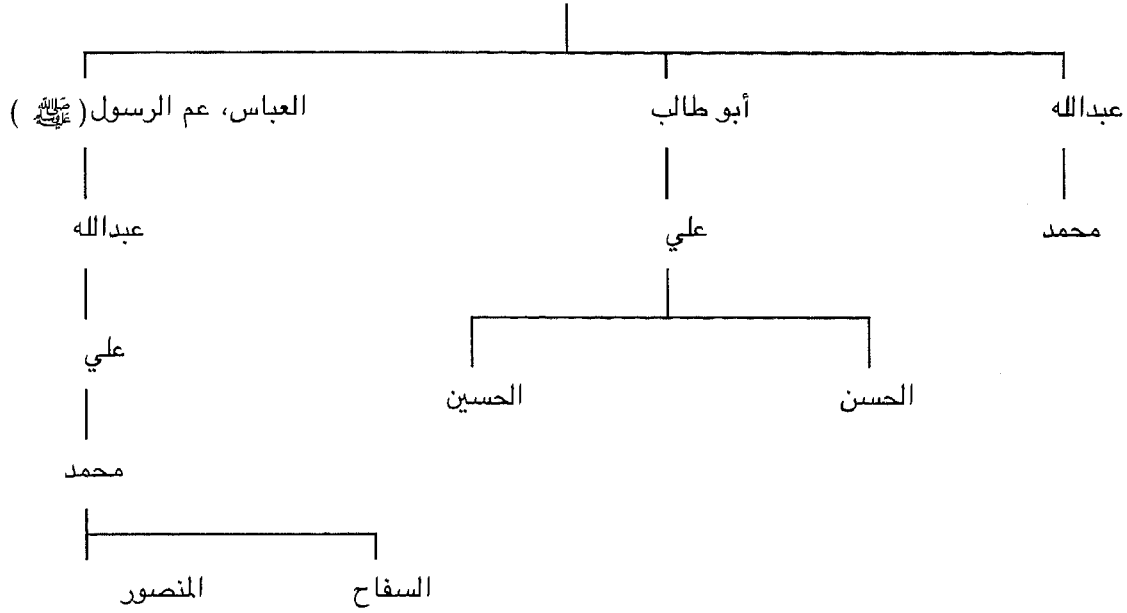 عبدالله أبو طالب العباس، عم الرسول (ﷺ)
محمد علي عبدالله
علي
الحسن الحسين
محمد
السفاح المنصور